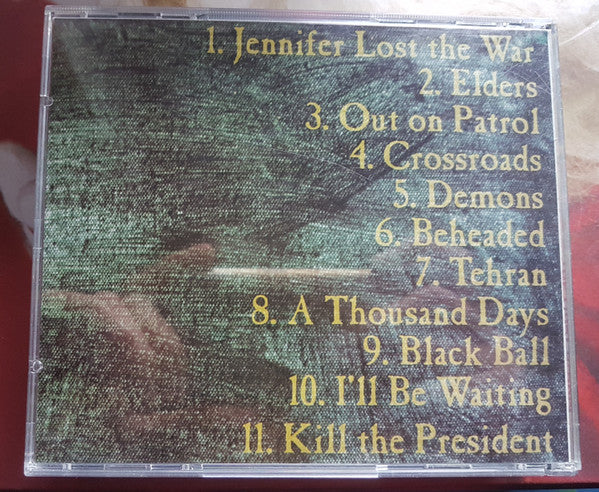 1. Jennifer Lost the War
2. Elders
3. Out on Patrol
4. Crossroads
5. Demons
6. Beheaded
7. Tehran
8. A Thousand Days
9. Black Ball
10. I'll Be Waiting
11. Kill the President